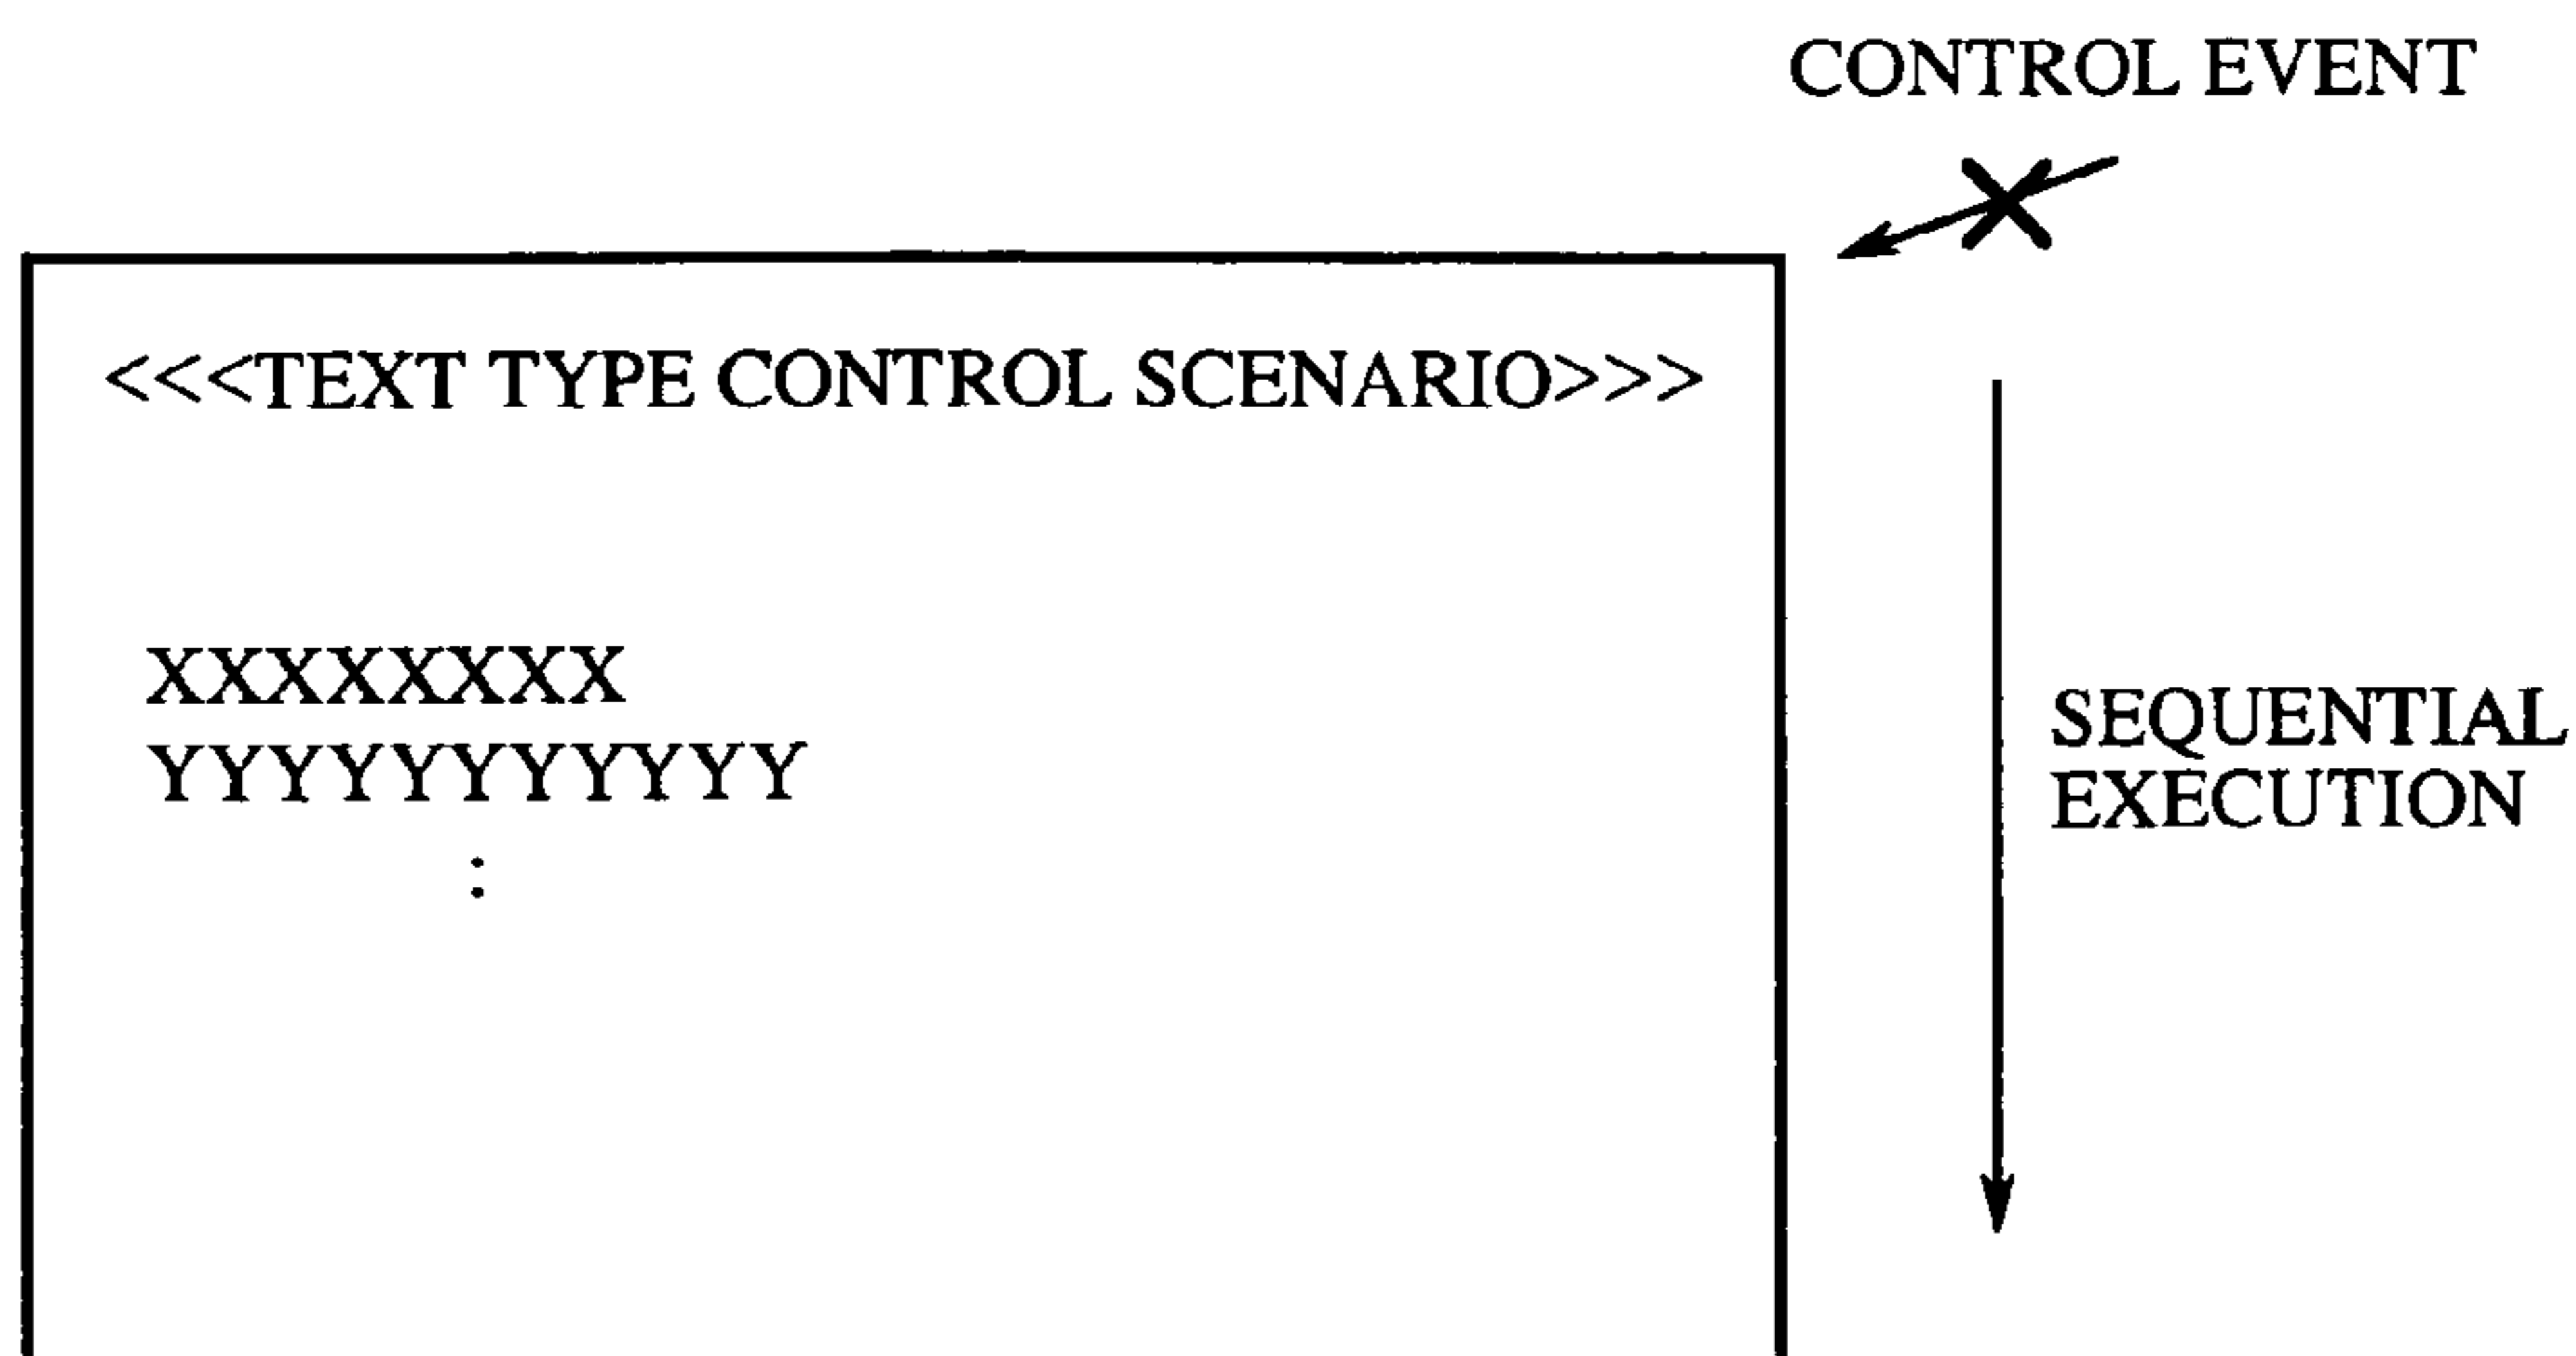 CONTROL EVENT
<<<TEXT TYPE CONTROL SCENARIO>>>
XXXXXXXX
YYYYYYYYYYY
:
SEQUENTIAL
EXECUTION